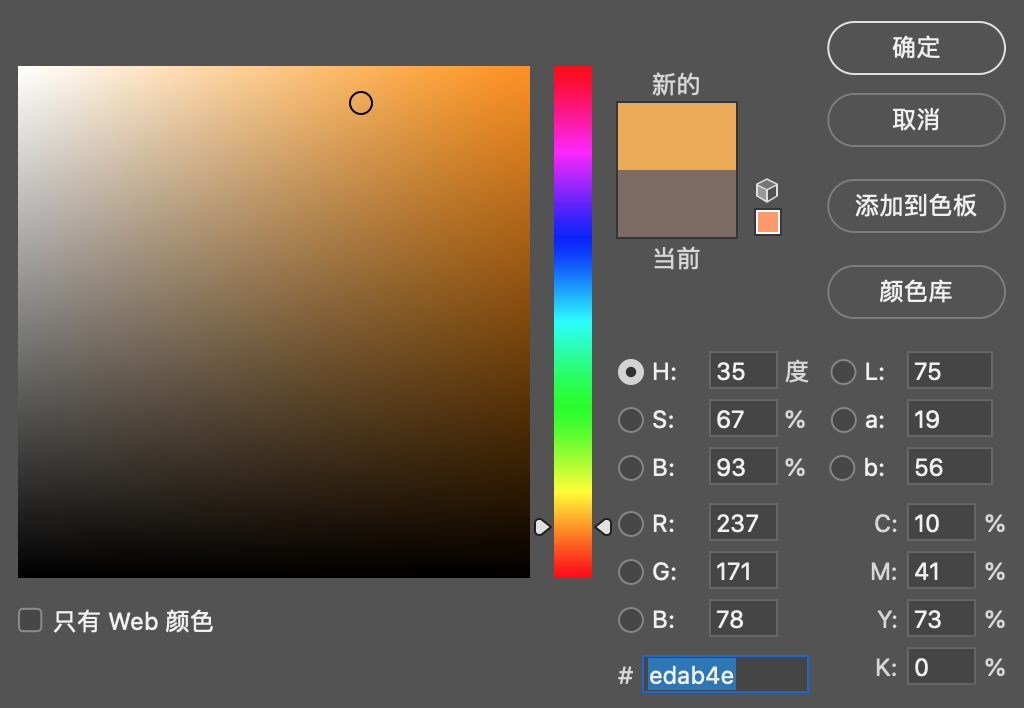 确定
新的
取消
添加到色板
当前
颜色库
H: 35 度 L: 75
S: 67 % a: 19
B: 93 % b: 56
R: 237 C: 10 %
G: 171 M: 41 %
B: 78 Y: 73 %
只有 Web 颜色
# edab4e K: 0 %